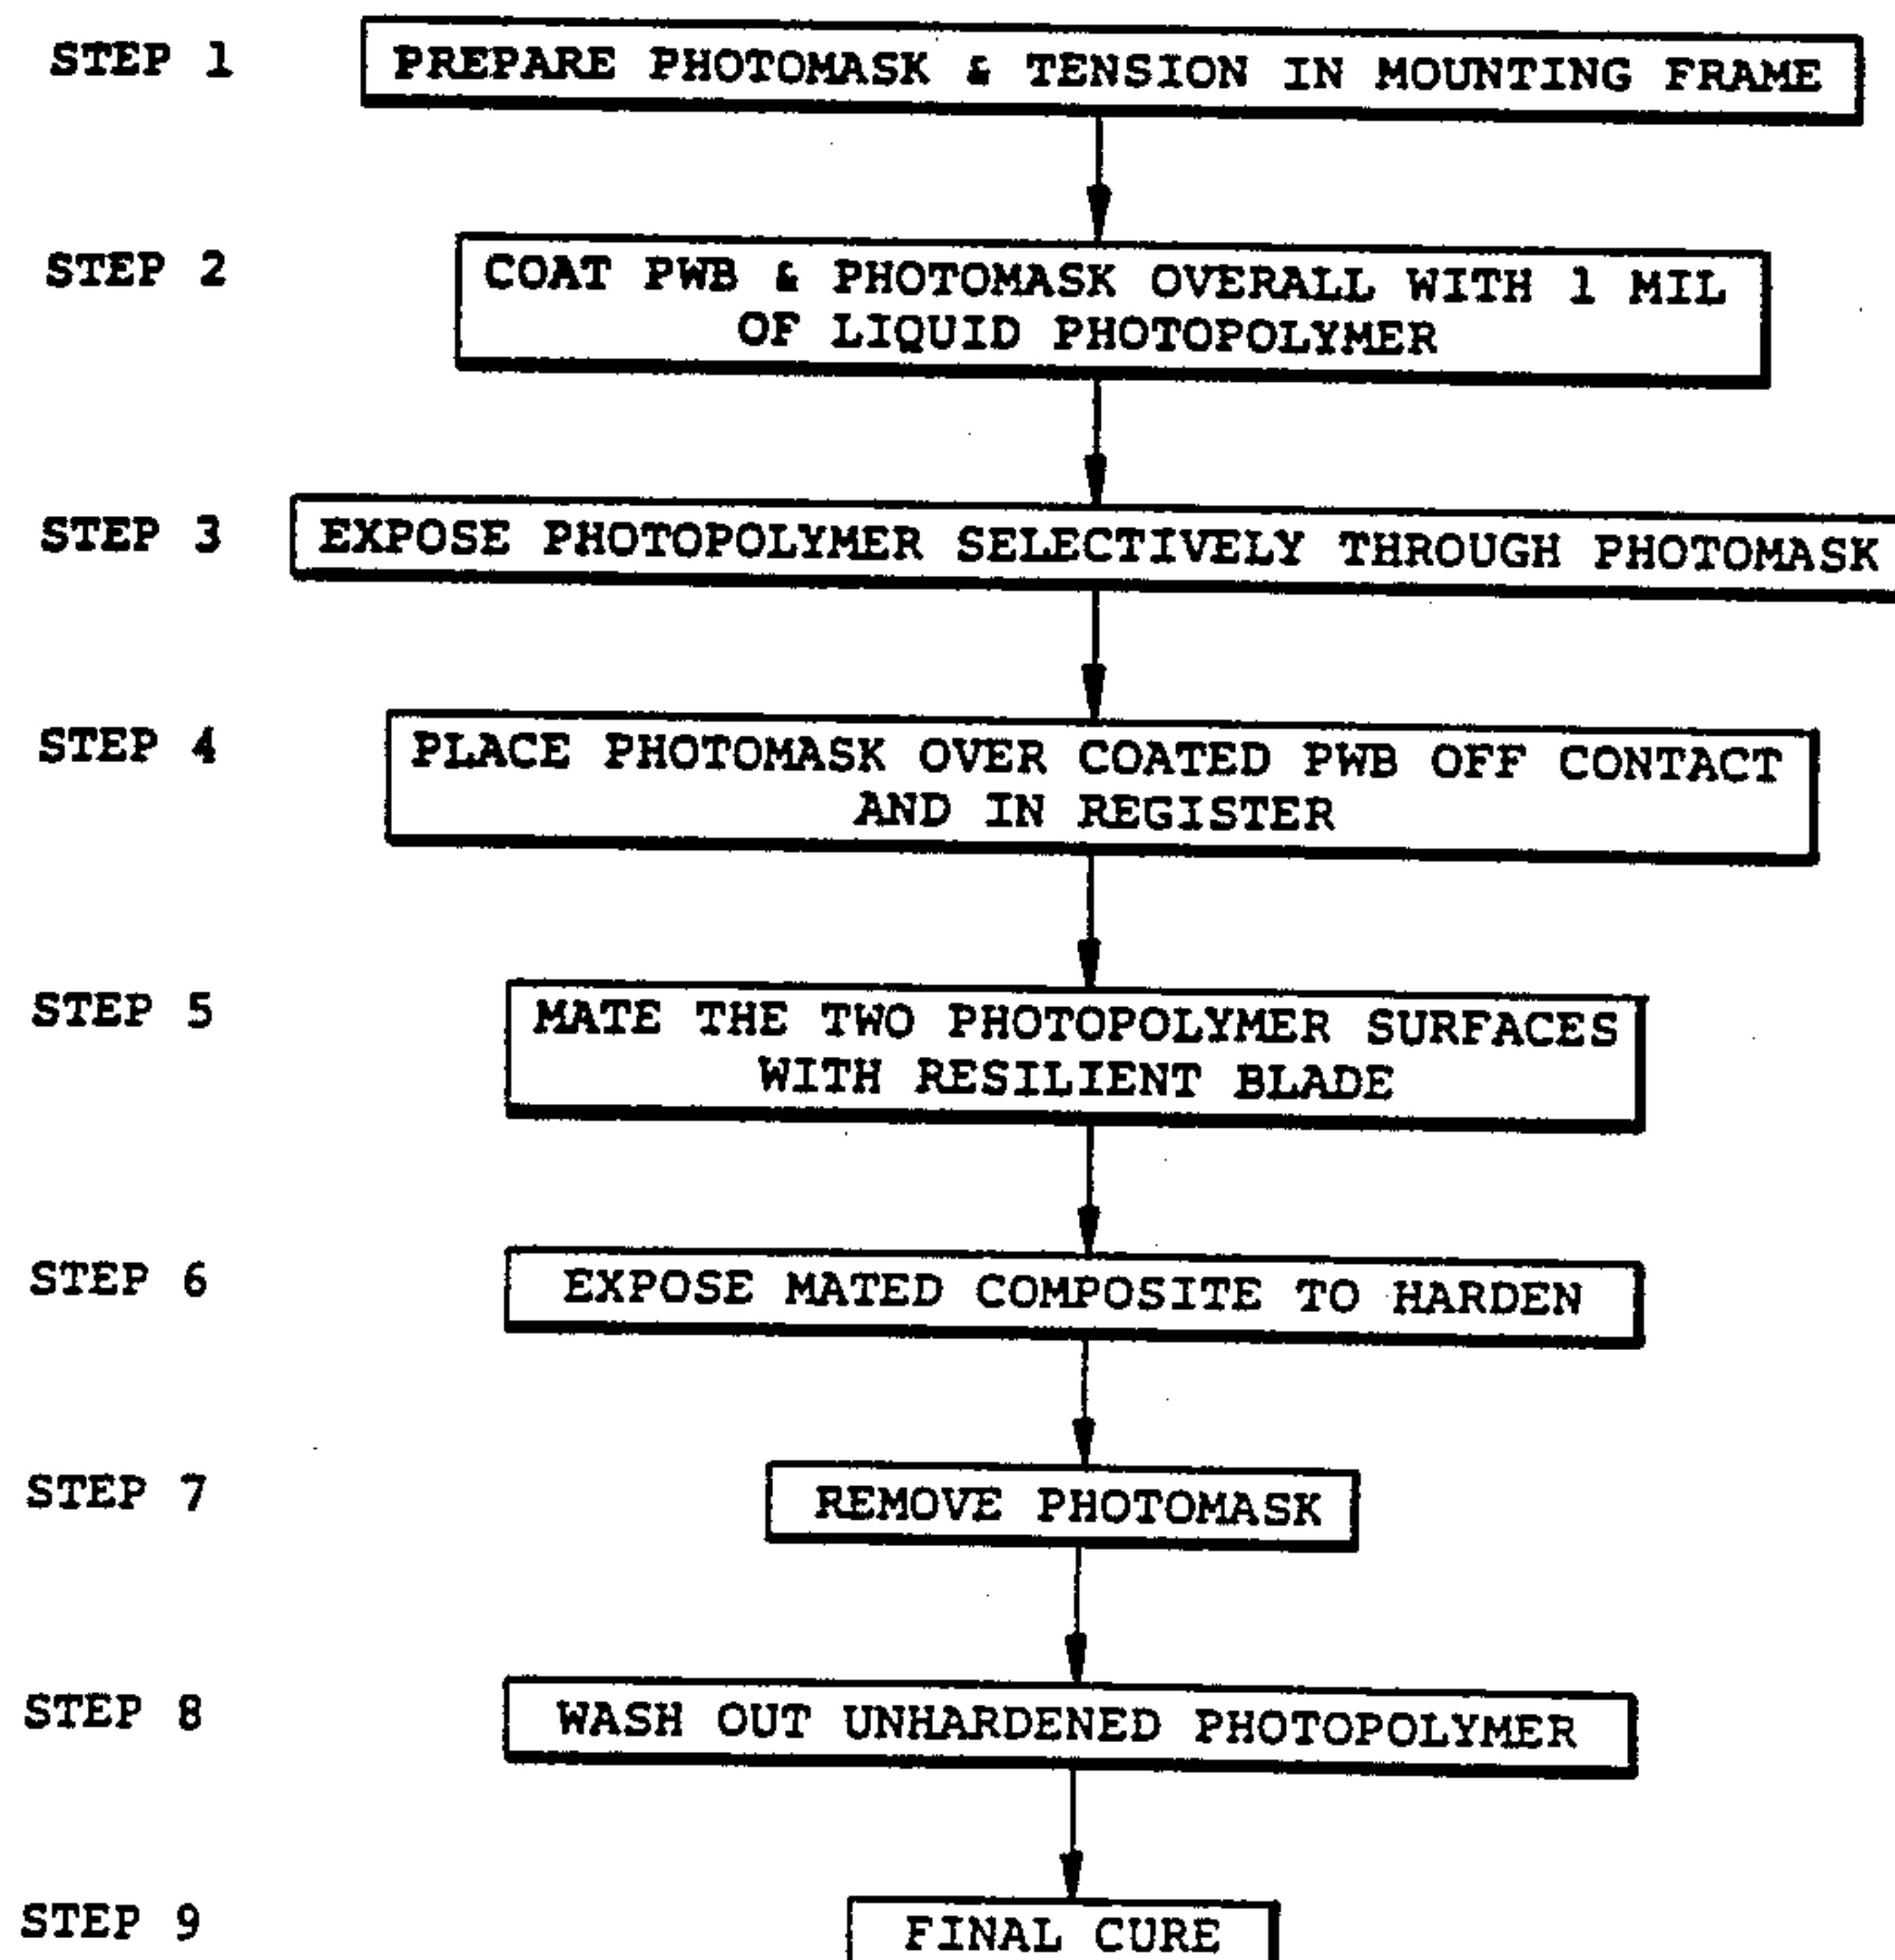 STEP 1 PREPARE PHOTOMASK & TENSION IN MOUNTING FRAME
STEP 2 COAT PWB & PHOTOMASK OVERALL WITH 1 MIL
OF LIQUID PHOTOPOLYMER
STEP 3 EXPOSE PHOTOPOLYMER SELECTIVELY THROUGH PHOTOMASK
STEP 4 PLACE PHOTOMASK OVER COATED PWB OFF CONTACT
AND IN REGISTER
STEP 5 MATE THE TWO PHOTOPOLYMER SURFACES
WITH RESILIENT BLADE
STEP 6 EXPOSE MATED COMPOSITE TO HARDEN
STEP 7 REMOVE PHOTOMASK
STEP 8 WASH OUT UNHARDENED PHOTOPOLYMER
STEP 9 FINAL CURE